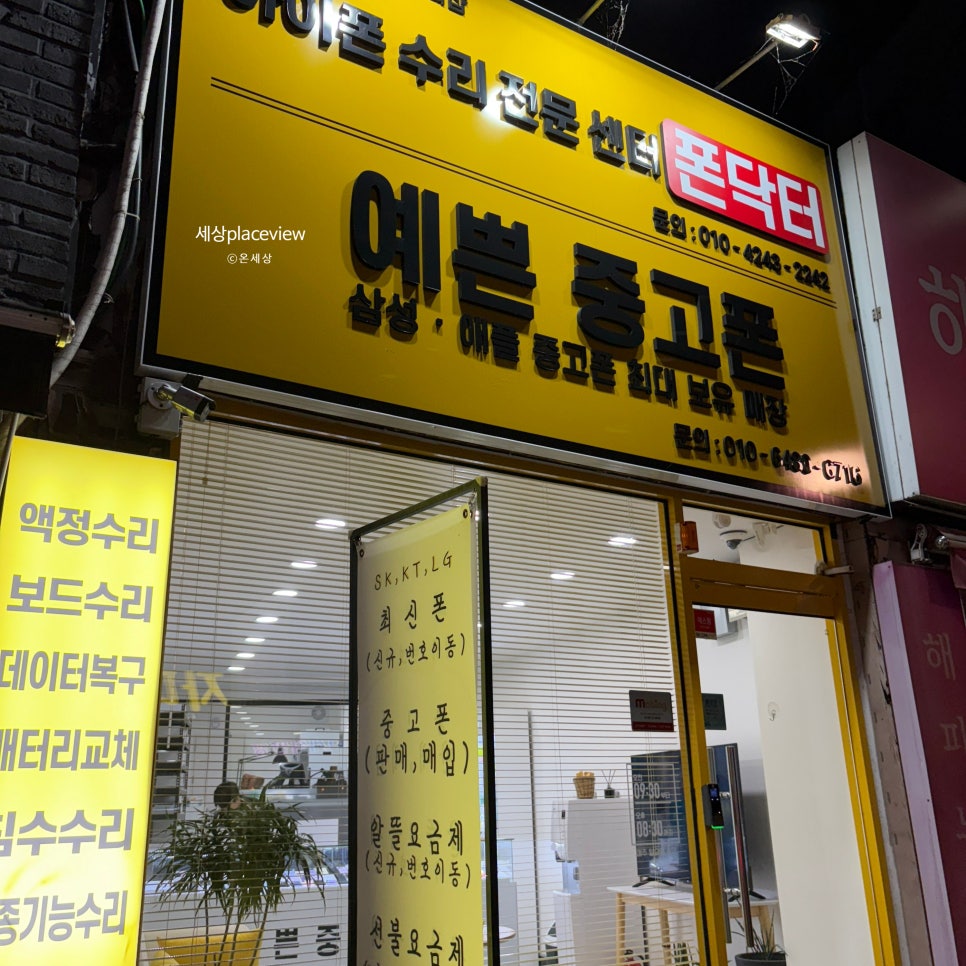 아이폰 수리 전문 센터
폰닥터
문의 : 010 - 4243 - 2242
예쁜 중고폰
삼성 · 애플 중고폰 최대 보유 매장
문의 : 010 - 6482 - 6716
세상placeview
©온세상
액정수리
보드수리
데이터복구
배터리교체
침수수리
종기능수리
SK,KT,LG
최신폰
(신규,번호이동)
중고폰
(판매,매입)
알뜰요금제
(신규,번호이동)
선불요금제
09:30
08:30
해